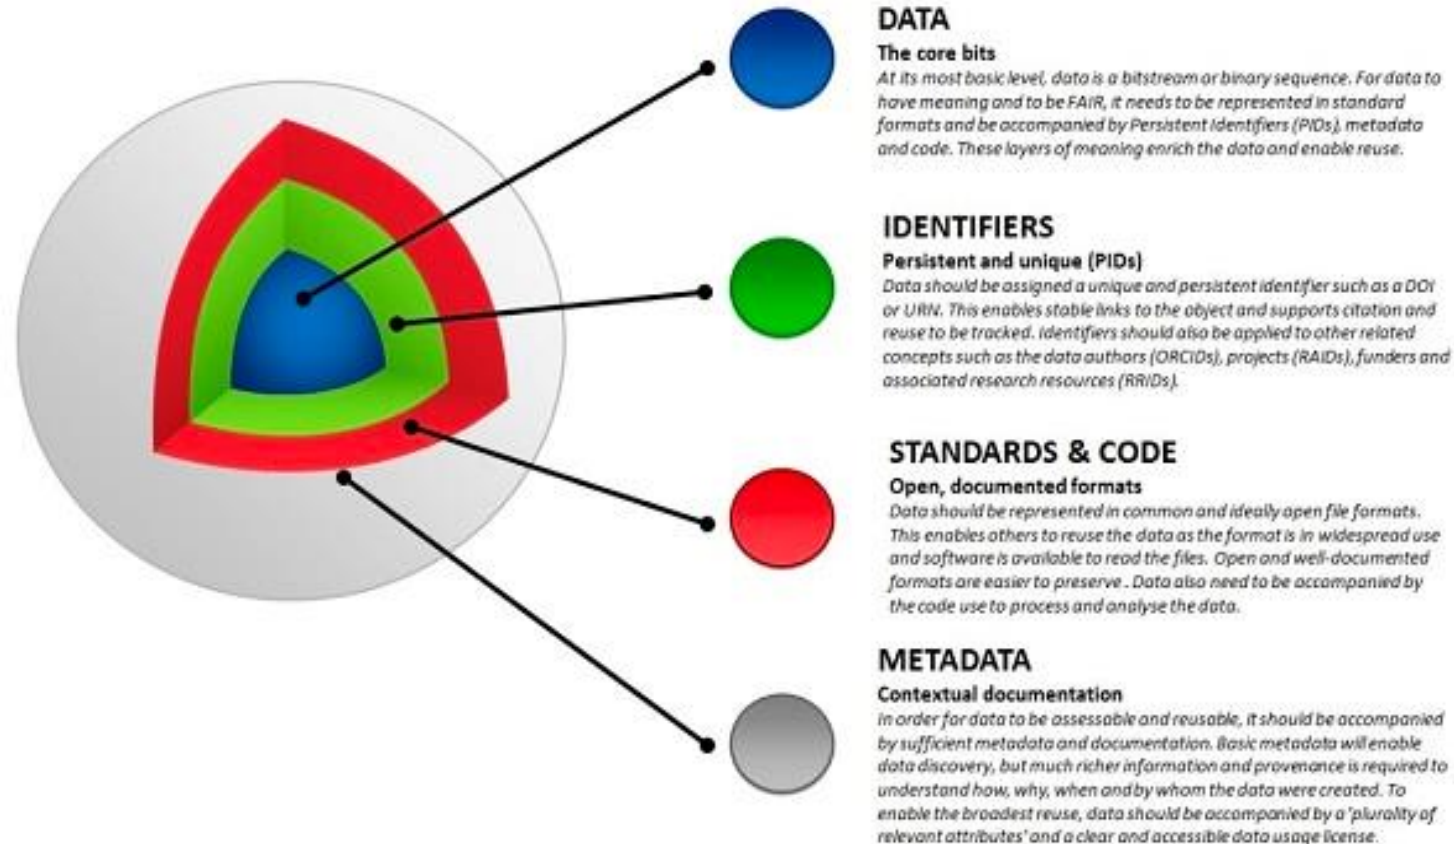 DATA
The core bits
At its most basic level, data is a bitstream or binary sequence. For data to
have meaning and to be FAIR, it needs to be represented in standard
formats and be accompanied by Persistent Identifiers (PIDs), metadata
and code. These layers of meaning enrich the data and enable reuse.
IDENTIFIERS
Persistent and unique (PIDs)
Data should be assigned a unique and persistent identifier such as a DOI
or URN. This enables stable links to the object and supports citation and
reuse to be tracked. Identifiers should also be applied to other related
concepts such as the data authors (ORCIDs), projects (RAIDs), funders and
associated research resources (RRIDs).
STANDARDS & CODE
Open, documented formats
Data should be represented in common and ideally open file formats.
This enables others to reuse the data as the format is in widespread use
and software is available to read the files. Open and well-documented
formats are easier to preserve. Data also need to be accompanied by
the code use to process and analyse the data.
METADATA
Contextual documentation
In order for data to be assessable and reusable, it should be accompanied
by sufficient metadata and documentation. Basic metadata will enable
data discovery, but much richer information and provenance is required to
understand how, why, when and by whom the data were created. To
enable the broadest reuse, data should be accompanied by a 'plurality of
relevant attributes' and a clear and accessible data usage license.